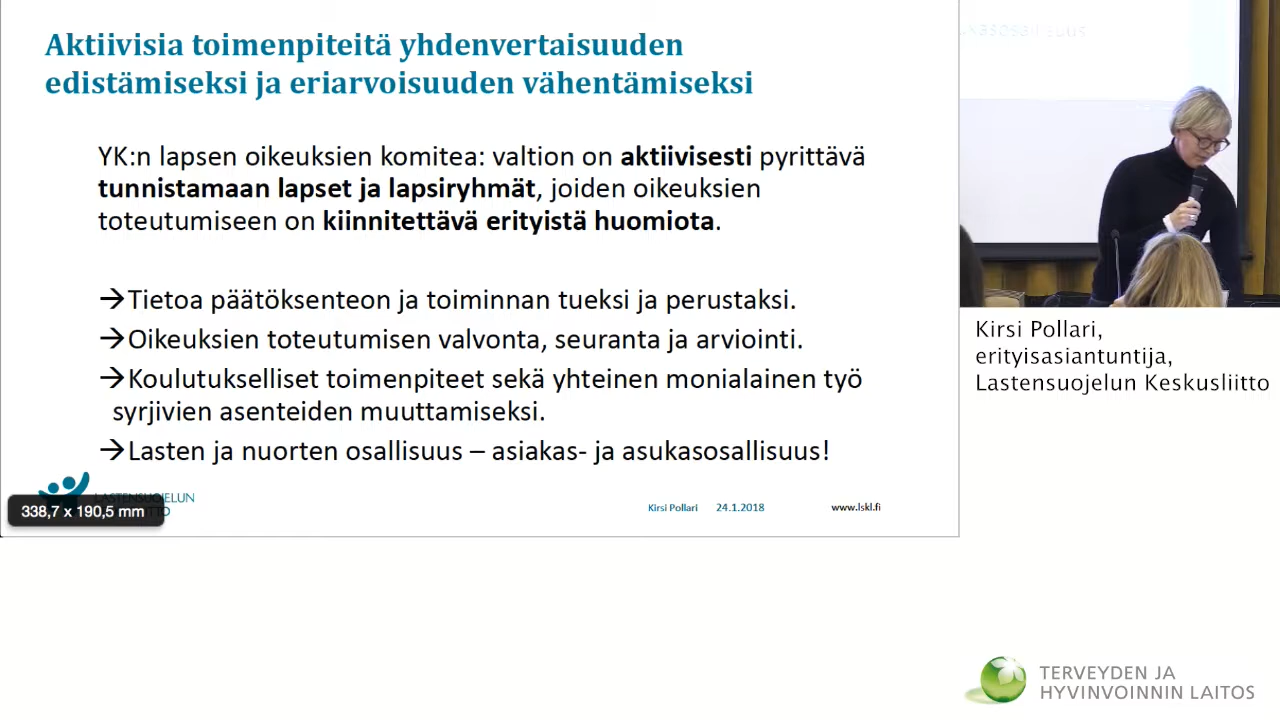 Aktiivisia toimenpiteitä yhdenvertaisuuden
edistämiseksi ja eriarvoisuuden vähentämiseksi
YK:n lapsen oikeuksien komitea: valtion on aktiivisesti pyrittävä
tunnistamaan lapset ja lapsiryhmät, joiden oikeuksien
toteutumiseen on kiinnitettävä erityistä huomiota.
→Tietoa päätöksenteon ja toiminnan tueksi ja perustaksi.
→Oikeuksien toteutumisen valvonta, seuranta ja arviointi.
→Koulutukselliset toimenpiteet sekä yhteinen monialainen työ
syrjivien asenteiden muuttamiseksi.
→Lasten ja nuorten osallisuus – asiakas- ja asukasosallisuus!
LASTENSUOJELUN
338,7 x 190,5 mm
Kirsi Pollari 24.1.2018 www.lskl.fi
Kirsi Pollari,
erityisasiantuntija,
Lastensuojelun Keskusliitto
TERVEYDEN JA
HYVINVOINNIN LAITOS